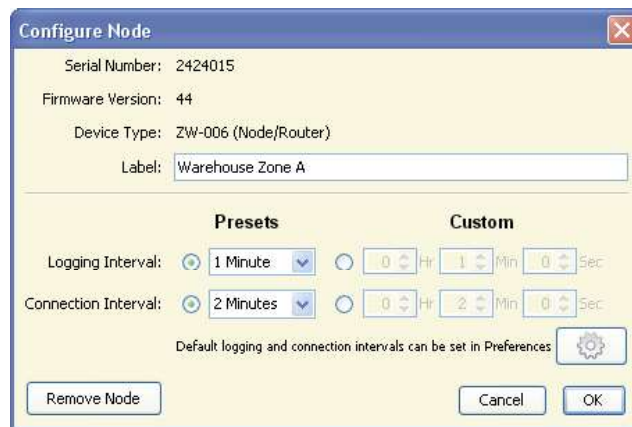 Configure Node
Serial Number: 2424015
Firmware Version: 44
Device Type: ZW-006 (Node/Router)
Label: Warehouse Zone A
Presets Custom
Logging Interval: 1 Minute 0 Hr 1 Min 0 Sec
Connection Interval: 2 Minutes 0 Hr 2 Min 0 Sec
Default logging and connection intervals can be set in Preferences
Remove Node Cancel OK